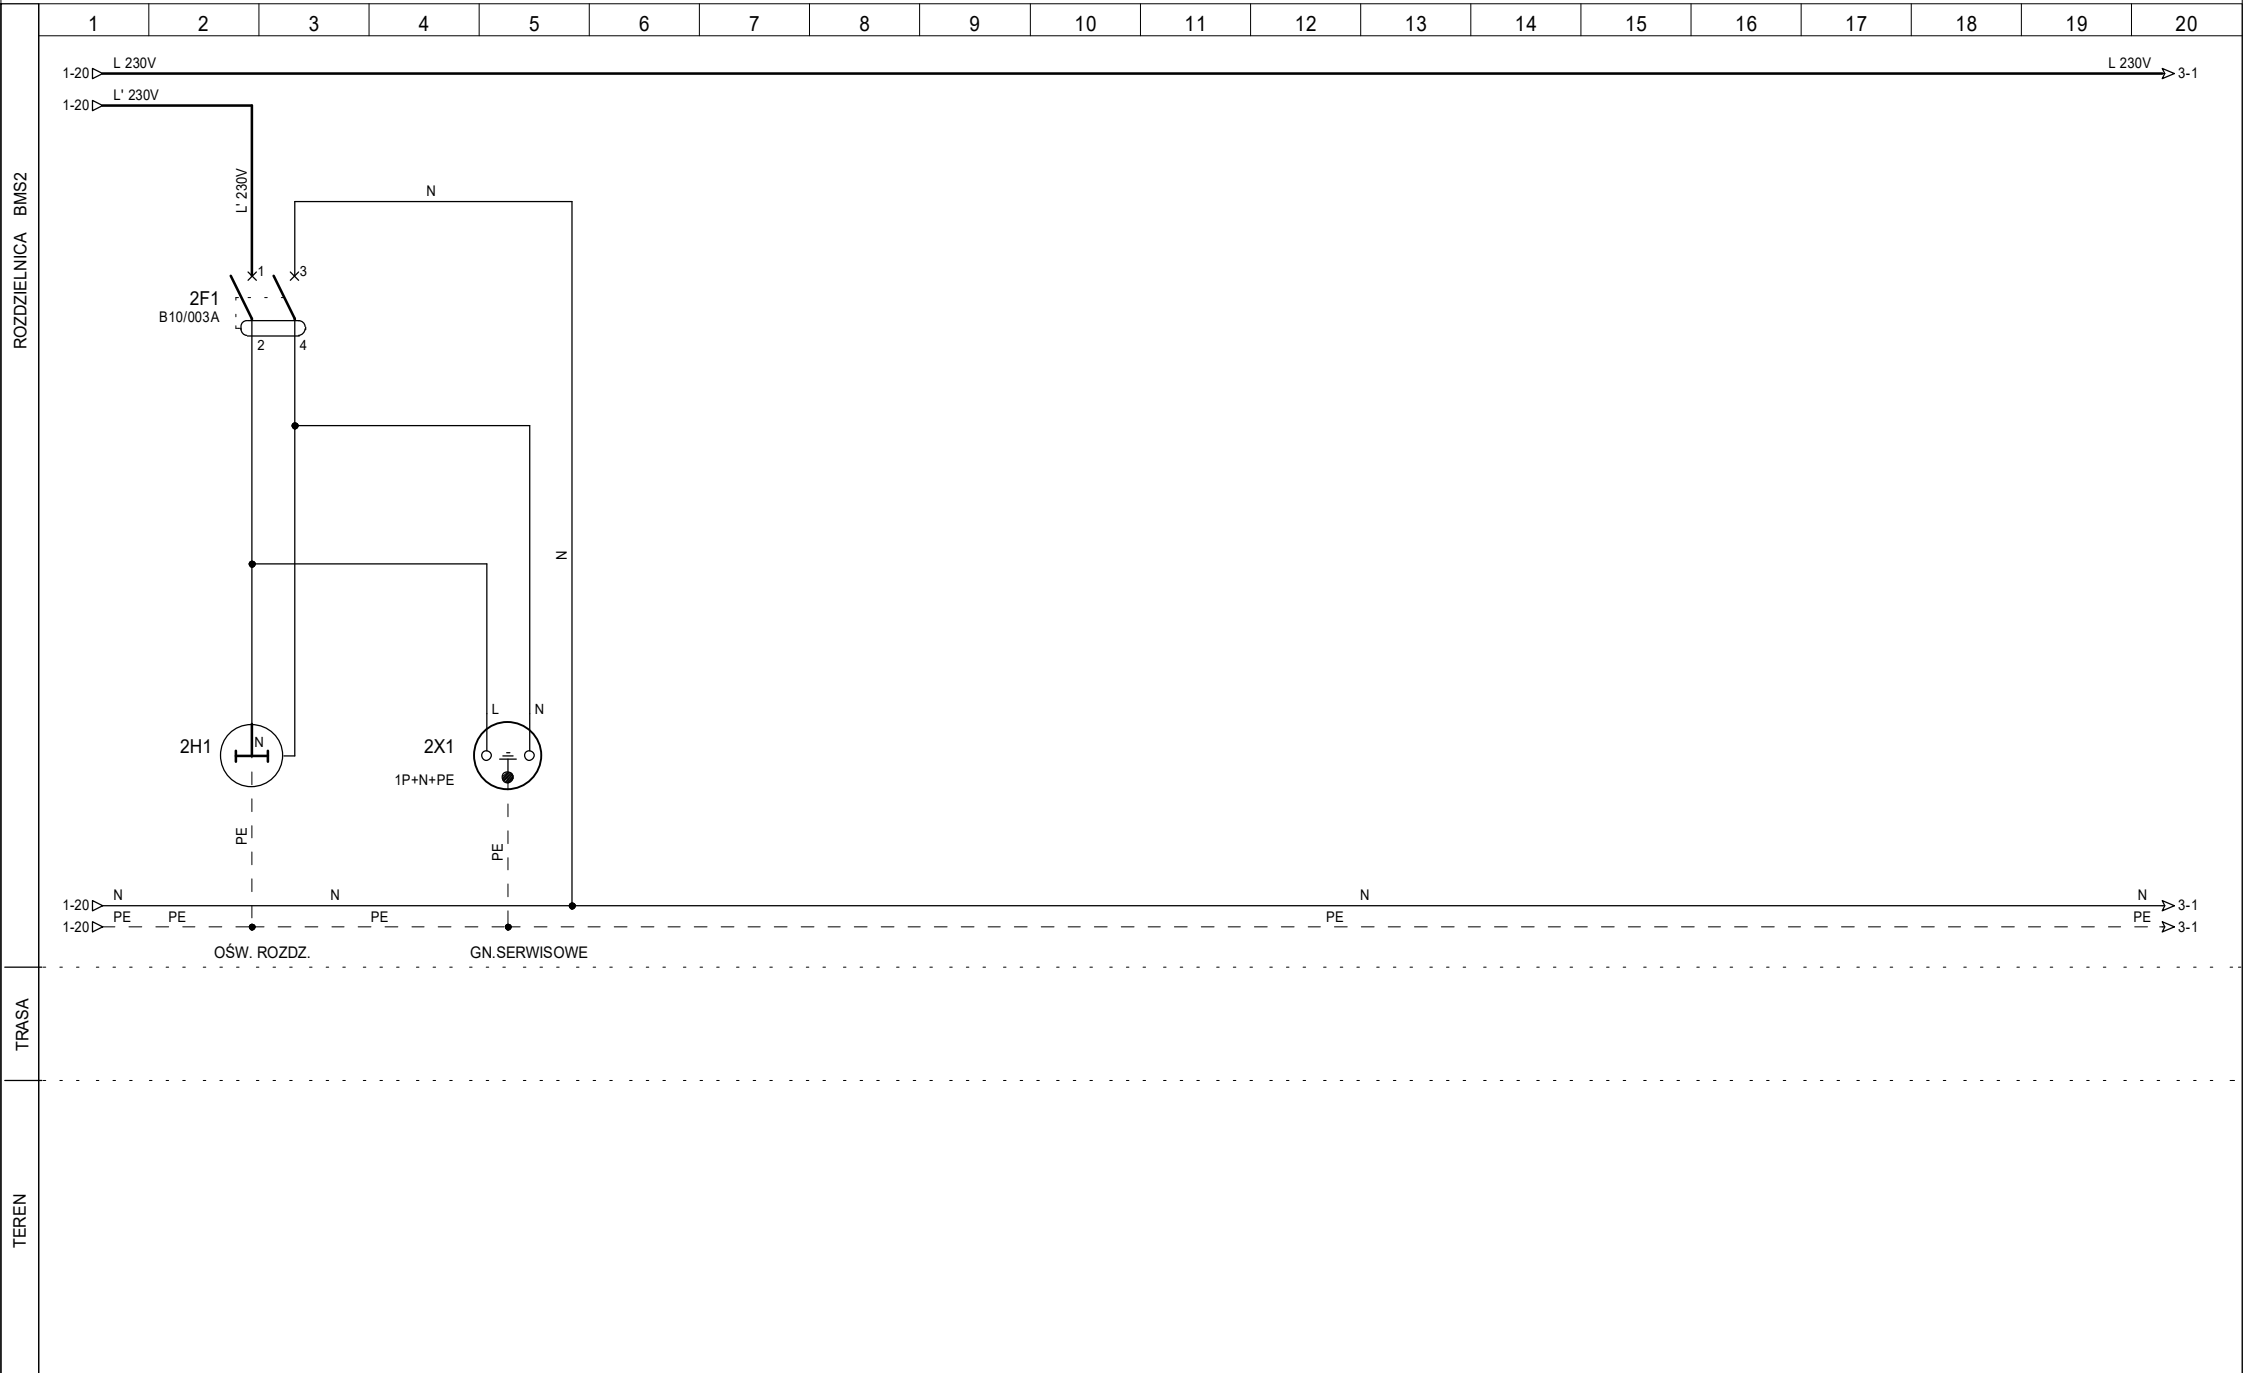 1 2 3 4 5 6 7 8 9 10 11 12 13 14 15 16 17 18 19 20
1-20 L 230V L 230V 3-1
1-20 L' 230V
L' 230V
N
ROZDZIELNICA BMS2
1 3
2F1
B10/003A
2 4
N
L N
2H1 N 2X1
1P+N+PE
PE PE
1-20 N N N N 3-1
1-20 PE PE PE PE PE 3-1
OŚW. ROZDZ. GN.SERWISOWE
TRASA
TEREN